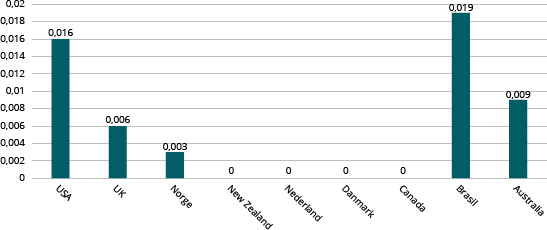 0,02
0,018
0,016
0,014
0,012
0,01
0,008
0,006
0,004
0,002
0
0,016
0,006
0,003
0
0
0
0
0,019
0,009
USA
UK
Norge
New Zealand
Nederland
Danmark
Canada
Brasil
Australia